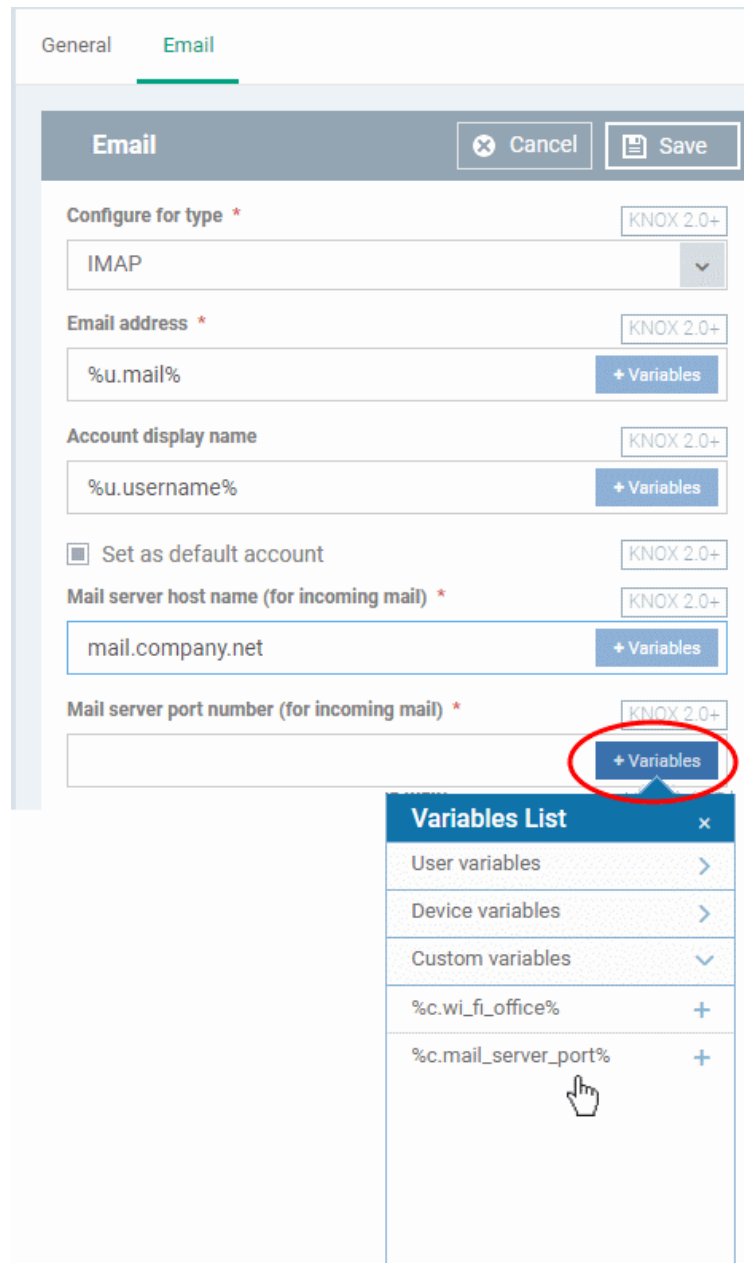 General Email
Email Cancel Save
Configure for type * KNOX 2.0+
IMAP
Email address * KNOX 2.0+
%u.mail% + Variables
Account display name KNOX 2.0+
%u.username% + Variables
Set as default account KNOX 2.0+
Mail server host name (for incoming mail) * KNOX 2.0+
mail.company.net + Variables
Mail server port number (for incoming mail) * KNOX 2.0+
+ Variables
Variables List ×
User variables
Device variables
Custom variables
%c.wi_fi_office% +
%c.mail_server_port% +